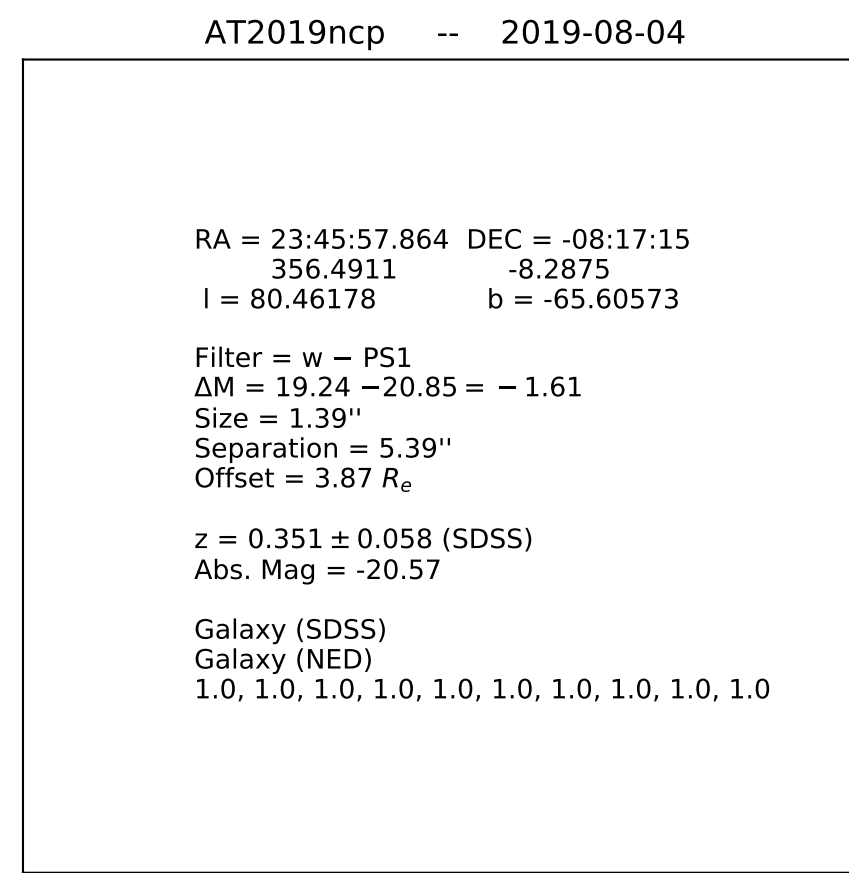 AT2019ncp -- 2019-08-04
RA = 23:45:57.864 DEC = -08:17:15
356.4911 -8.2875
l = 80.46178 b = -65.60573
Filter = w − PS1
ΔM = 19.24 −20.85 = − 1.61
Size = 1.39''
Separation = 5.39''
Offset = 3.87 Rₑ
z = 0.351 ± 0.058 (SDSS)
Abs. Mag = -20.57
Galaxy (SDSS)
Galaxy (NED)
1.0, 1.0, 1.0, 1.0, 1.0, 1.0, 1.0, 1.0, 1.0, 1.0